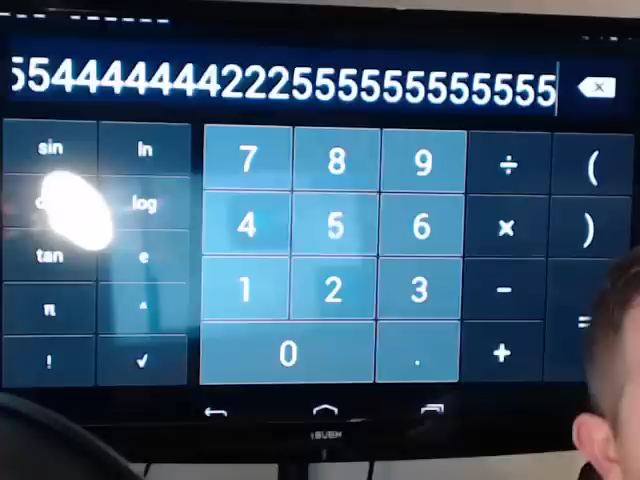 554444444222555555555555
sin ln 7 8 9 ÷ (
log 4 5 6 × )
tan e 1 2 3 −
π ^ =
! √ 0 . +